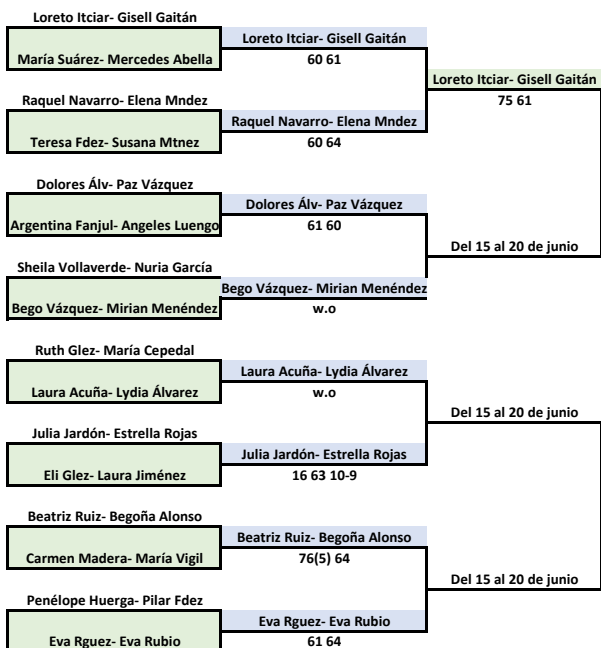 Loreto Itciar- Gisell Gaitán
Loreto Itciar- Gisell Gaitán
María Suárez- Mercedes Abella
60 61
Loreto Itciar- Gisell Gaitán
Raquel Navarro- Elena Mndez
75 61
Raquel Navarro- Elena Mndez
Teresa Fdez- Susana Mtnez
60 64
Dolores Álv- Paz Vázquez
Dolores Álv- Paz Vázquez
Argentina Fanjul- Angeles Luengo
61 60
Del 15 al 20 de junio
Sheila Vollaverde- Nuria García
Bego Vázquez- Mirian Menéndez
Bego Vázquez- Mirian Menéndez
w.o
Ruth Glez- María Cepedal
Laura Acuña- Lydia Álvarez
Laura Acuña- Lydia Álvarez
w.o
Del 15 al 20 de junio
Julia Jardón- Estrella Rojas
Julia Jardón- Estrella Rojas
Eli Glez- Laura Jiménez
16 63 10-9
Beatriz Ruiz- Begoña Alonso
Beatriz Ruiz- Begoña Alonso
Carmen Madera- María Vigil
76(5) 64
Del 15 al 20 de junio
Penélope Huerga- Pilar Fdez
Eva Rguez- Eva Rubio
Eva Rguez- Eva Rubio
61 64